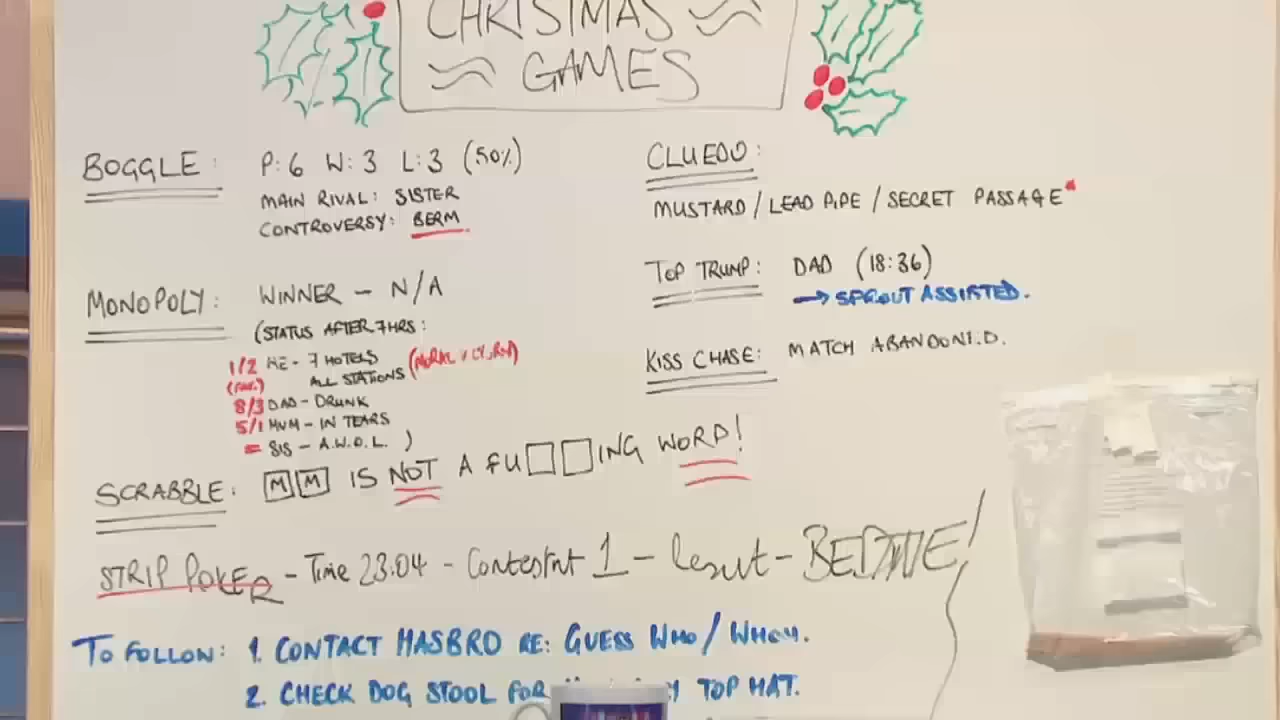 CHRISTMAS
GAMES
BOGGLE: P:6 W:3 L:3 (50%)
MAIN RIVAL: SISTER
CONTROVERSY: BERM
MONOPOLY: WINNER - N/A
(STATUS AFTER 7HRS:
1/2 ME - 7 HOTELS
ALL STATIONS
8/3 DAD - DRUNK
5/1 MUM - IN TEARS
= SIS - A.W.O.L. )
SCRABBLE: MM IS NOT A FU□□ING WORD!
STRIP POKER - Time 23.04 - Contestnt 1 - Result - BEDTIME!
CLUEDO:
MUSTARD / LEAD PIPE / SECRET PASSAGE*
TOP TRUMP: DAD (18:36)
→ SPROUT ASSISTED.
KISS CHASE: MATCH ABANDONED.
TO FOLLOW: 1. CONTACT HASBRO RE: GUESS WHO/WHOM.
2. CHECK DOG STOOL FOR TOP HAT.